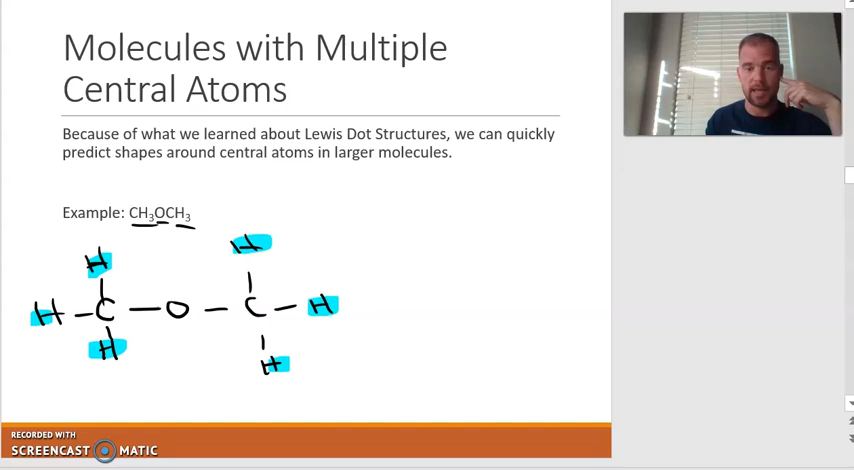 Molecules with Multiple
Central Atoms
Because of what we learned about Lewis Dot Structures, we can quickly
predict shapes around central atoms in larger molecules.
Example: CH₃OCH₃
H H
H – C – O – C – H
H H
RECORDED WITH
SCREENCAST MATIC